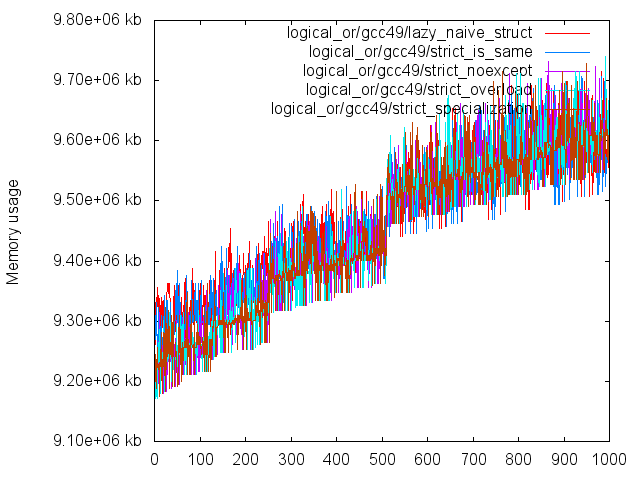 9.80e+06 kb
9.70e+06 kb
9.60e+06 kb
9.50e+06 kb
9.40e+06 kb
9.30e+06 kb
9.20e+06 kb
9.10e+06 kb
Memory usage
logical_or/gcc49/lazy_naive_struct
logical_or/gcc49/strict_is_same
logical_or/gcc49/strict_noexcept
logical_or/gcc49/strict_overload
logical_or/gcc49/strict_specialization
0 100 200 300 400 500 600 700 800 900 1000